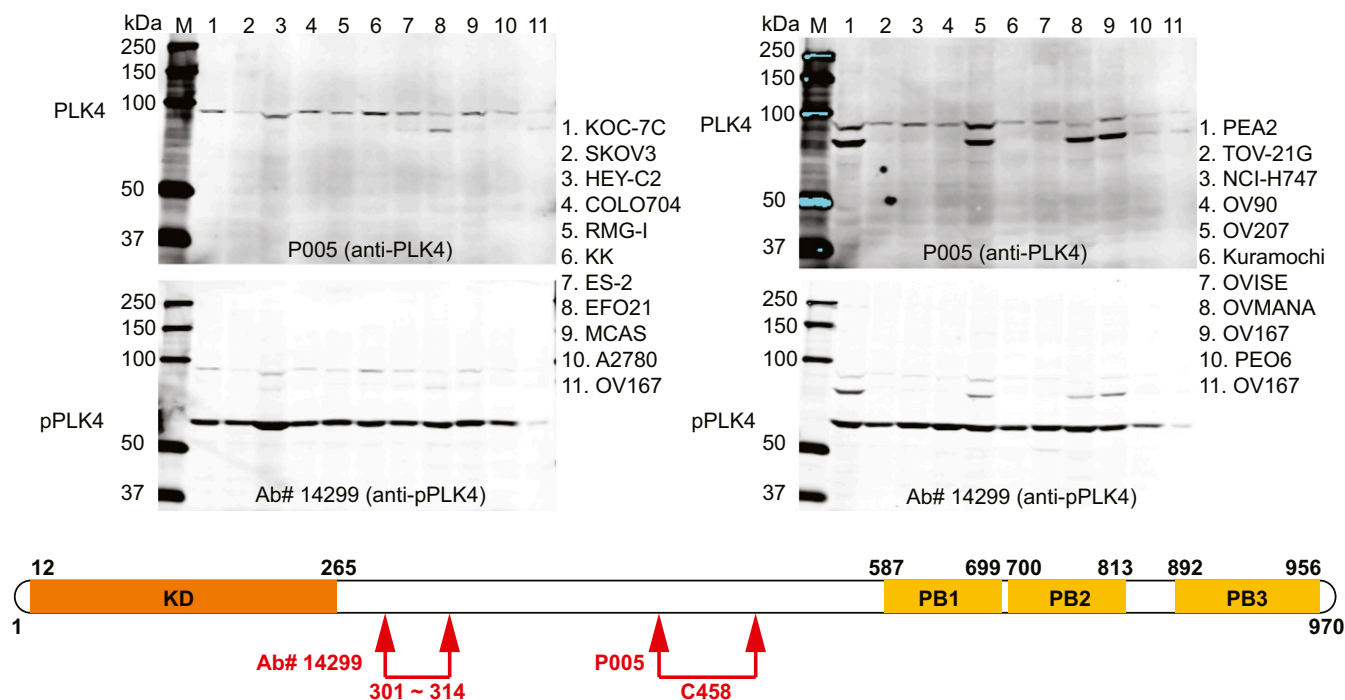 kDa M 1 2 3 4 5 6 7 8 9 10 11
250
150
PLK4
100
50
37
P005 (anti-PLK4)
250
150
100
pPLK4
50
37
Ab# 14299 (anti-pPLK4)
1. KOC-7C
2. SKOV3
3. HEY-C2
4. COLO704
5. RMG-I
6. KK
7. ES-2
8. EFO21
9. MCAS
10. A2780
11. OV167
kDa M 1 2 3 4 5 6 7 8 9 10 11
250
150
100
PLK4
50
37
P005 (anti-PLK4)
250
150
100
pPLK4
50
37
Ab# 14299 (anti-pPLK4)
1. PEA2
2. TOV-21G
3. NCI-H747
4. OV90
5. OV207
6. Kuramochi
7. OVISE
8. OVMANA
9. OV167
10. PEO6
11. OV167
12 265 587 699 700 813 892 956
KD PB1 PB2 PB3
1 970
Ab# 14299 P005
301 ~ 314 C458